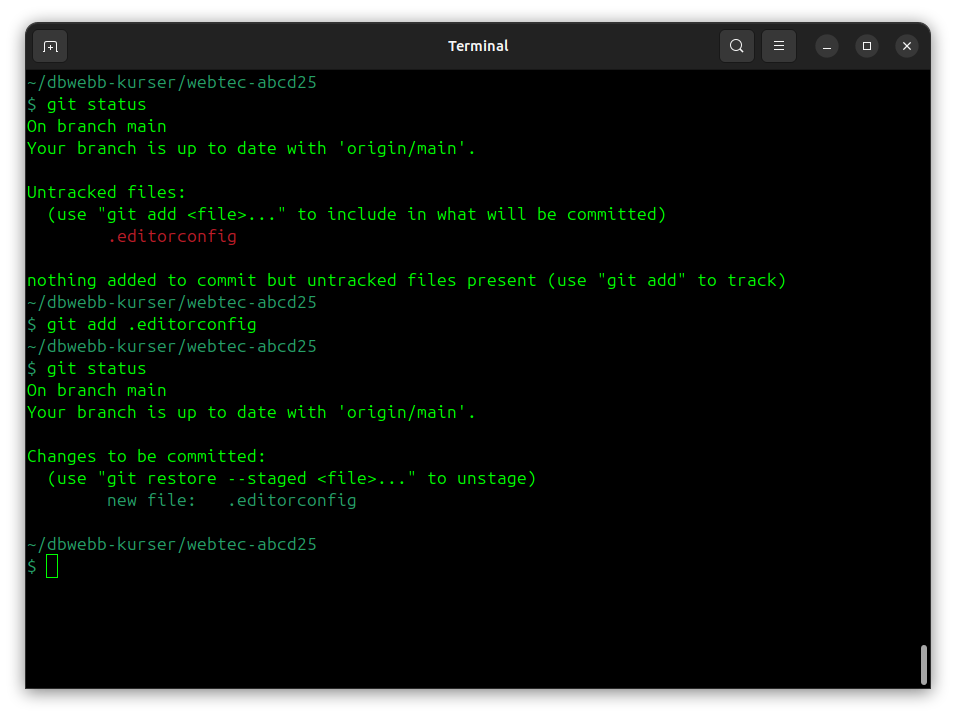 Terminal
~/dbwebb-kurser/webtec-abcd25
$ git status
On branch main
Your branch is up to date with 'origin/main'.
Untracked files:
  (use "git add <file>..." to include in what will be committed)
        .editorconfig
nothing added to commit but untracked files present (use "git add" to track)
~/dbwebb-kurser/webtec-abcd25
$ git add .editorconfig
~/dbwebb-kurser/webtec-abcd25
$ git status
On branch main
Your branch is up to date with 'origin/main'.
Changes to be committed:
  (use "git restore --staged <file>..." to unstage)
        new file:   .editorconfig
~/dbwebb-kurser/webtec-abcd25
$